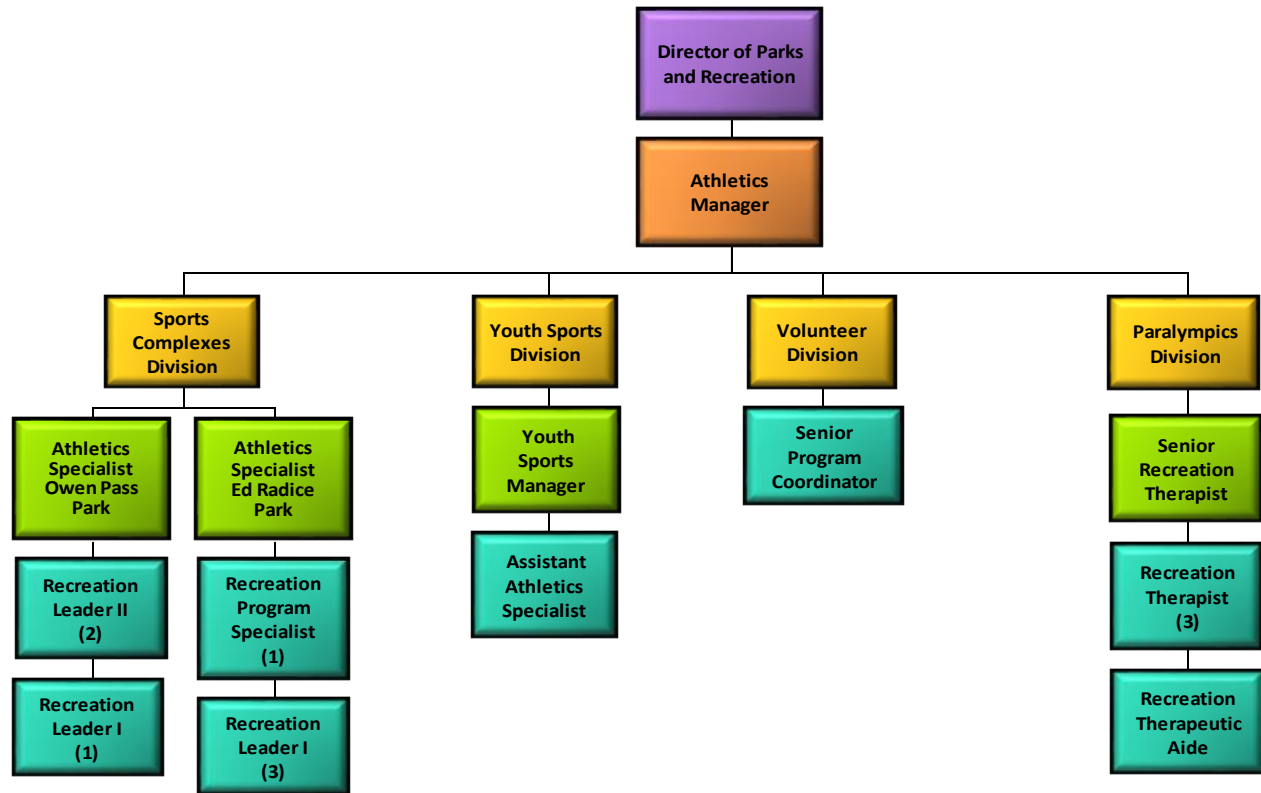 Director of Parks
and Recreation
Athletics
Manager
Sports
Complexes
Division
Youth Sports
Division
Volunteer
Division
Paralympics
Division
Athletics
Specialist
Owen Pass
Park
Athletics
Specialist
Ed Radice
Park
Youth
Sports
Manager
Senior
Program
Coordinator
Senior
Recreation
Therapist
Recreation
Leader II
(2)
Recreation
Program
Specialist
(1)
Assistant
Athletics
Specialist
Recreation
Therapist
(3)
Recreation
Leader I
(1)
Recreation
Leader I
(3)
Recreation
Therapeutic
Aide